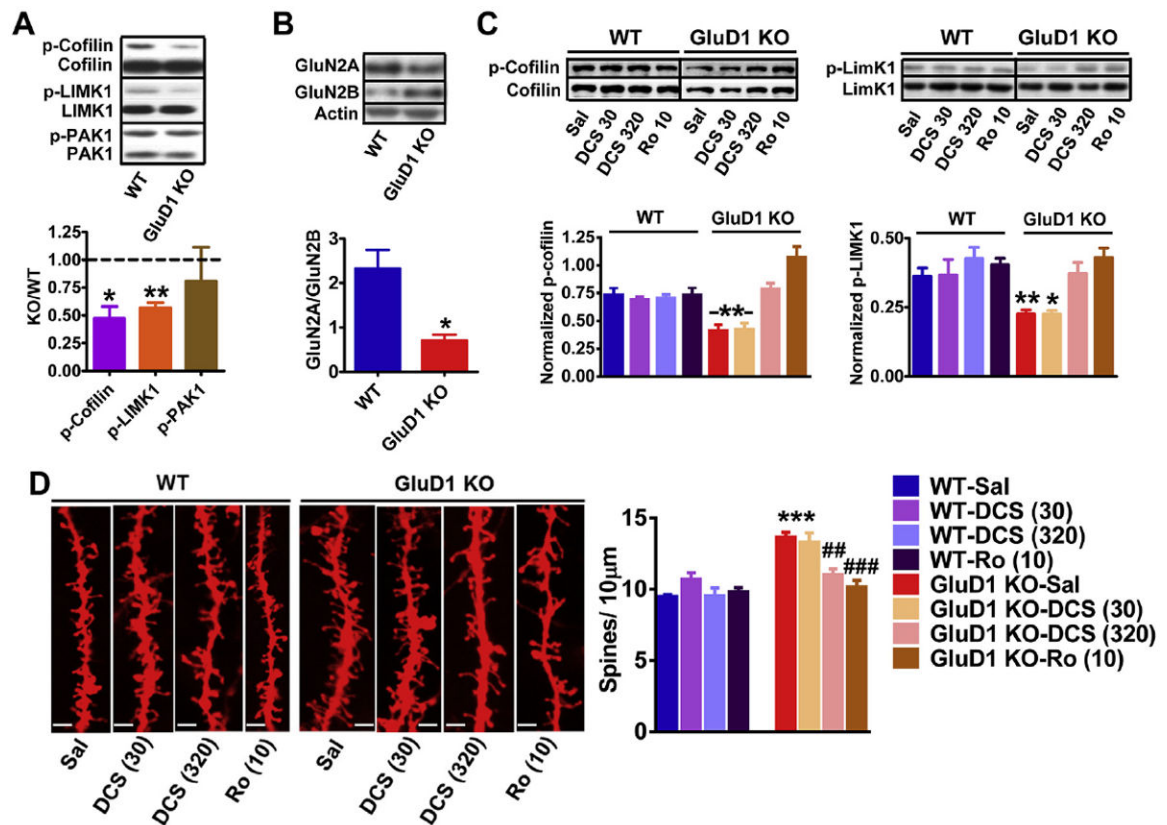 A
p-Cofilin
Cofilin
p-LIMK1
LIMK1
p-PAK1
PAK1
WT
GluD1 KO
KO/WT
1.25
1.00
0.75
0.50
0.25
0.00
*
**
p-Cofilin
p-LIMK1
p-PAK1
B
GluN2A
GluN2B
Actin
WT
GluD1 KO
GluN2A/GluN2B
3
2
1
0
*
WT
GluD1 KO
C
WT GluD1 KO
p-Cofilin
Cofilin
Sal DCS 30 DCS 320 Ro 10 Sal DCS 30 DCS 320 Ro 10
WT GluD1 KO
p-LimK1
LimK1
Sal DCS 30 DCS 320 Ro 10 Sal DCS 30 DCS 320 Ro 10
WT GluD1 KO
Normalized p-cofilin
1.25
1.00
0.75
0.50
0.25
0.00
–**–
WT GluD1 KO
Normalized p-LIMK1
0.50
0.25
0.00
** *
D
WT GluD1 KO
Sal DCS (30) DCS (320) Ro (10) Sal DCS (30) DCS (320) Ro (10)
Spines/ 10μm
15
10
5
0
*** ## ###
WT-Sal
WT-DCS (30)
WT-DCS (320)
WT-Ro (10)
GluD1 KO-Sal
GluD1 KO-DCS (30)
GluD1 KO-DCS (320)
GluD1 KO-Ro (10)